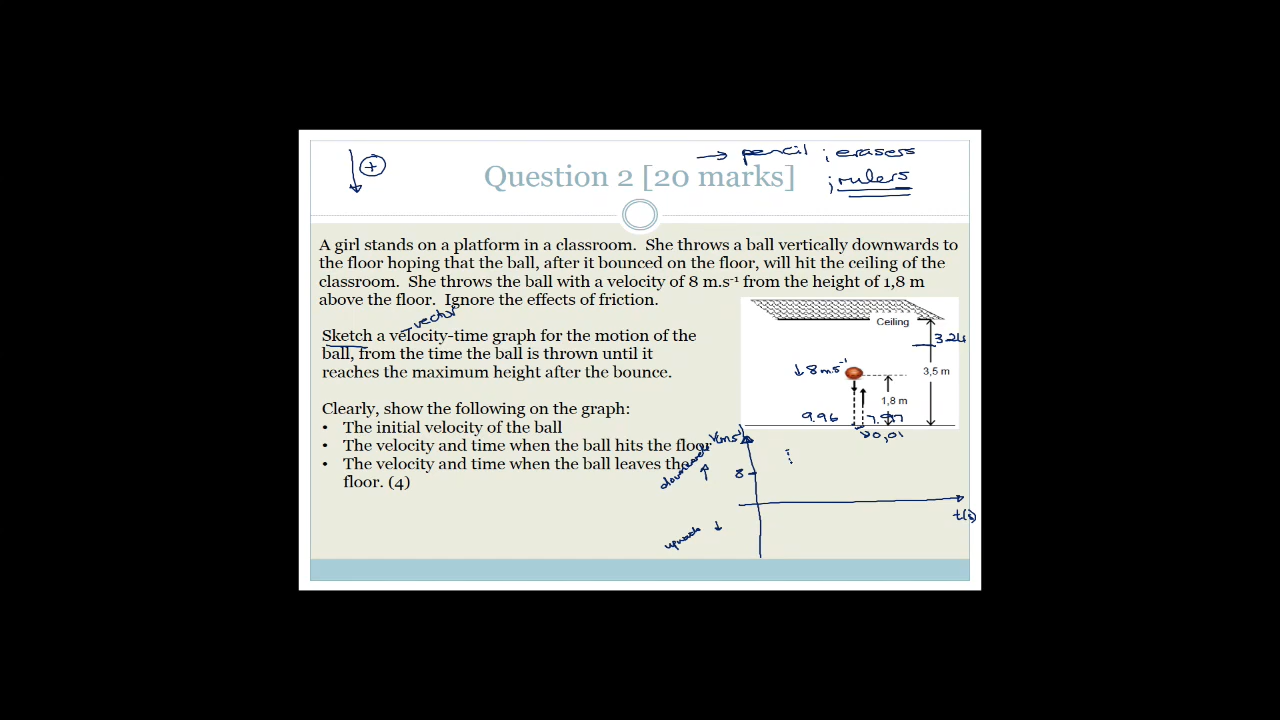 +
→ pencil ; erasers
; rulers
Question 2 [20 marks]
A girl stands on a platform in a classroom. She throws a ball vertically downwards to
the floor hoping that the ball, after it bounced on the floor, will hit the ceiling of the
classroom. She throws the ball with a velocity of 8 m.s⁻¹ from the height of 1,8 m
above the floor. Ignore the effects of friction.
vector
Sketch a velocity-time graph for the motion of the
ball, from the time the ball is thrown until it
reaches the maximum height after the bounce.
Clearly, show the following on the graph:
• The initial velocity of the ball
• The velocity and time when the ball hits the floor
• The velocity and time when the ball leaves the
floor. (4)
Ceiling
3.24
↓8 m.s⁻¹
3,5 m
1,8 m
9.96
20,01
downwards
8
t(s)
upwards